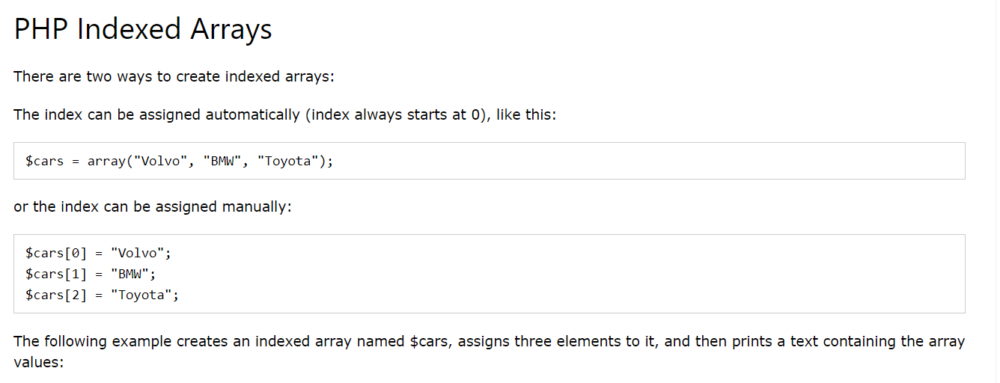 PHP Indexed Arrays
There are two ways to create indexed arrays:
The index can be assigned automatically (index always starts at 0), like this:
$cars = array("Volvo", "BMW", "Toyota");
or the index can be assigned manually:
$cars[0] = "Volvo";
$cars[1] = "BMW";
$cars[2] = "Toyota";
The following example creates an indexed array named $cars, assigns three elements to it, and then prints a text containing the array
values: